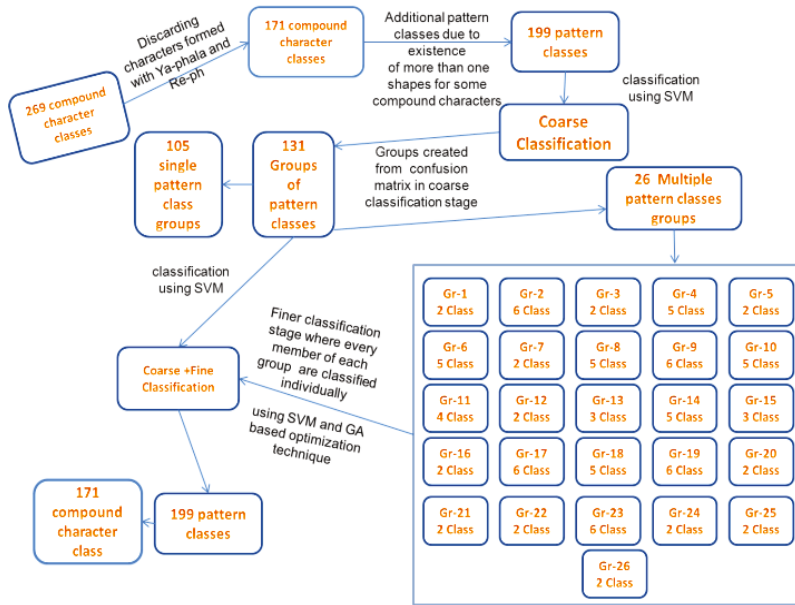 Discarding
characters formed
with Ya-phala and
Re-ph
269 compound
character
classes
171 compound
character
classes
Additional pattern
classes due to
existence
of more than one
shapes for some
compound characters
199 pattern
classes
classification
using SVM
Coarse
Classification
Groups created
from confusion
matrix in coarse
classification
stage
131
Groups
of
pattern
classes
105
single
pattern
class
groups
26 Multiple
pattern classes
groups
Gr-1
2 Class
Gr-2
6 Class
Gr-3
2 Class
Gr-4
5 Class
Gr-5
2 Class
Gr-6
5 Class
Gr-7
2 Class
Gr-8
5 Class
Gr-9
6 Class
Gr-10
5 Class
Gr-11
4 Class
Gr-12
2 Class
Gr-13
3 Class
Gr-14
5 Class
Gr-15
3 Class
Gr-16
2 Class
Gr-17
6 Class
Gr-18
5 Class
Gr-19
6 Class
Gr-20
2 Class
Gr-21
2 Class
Gr-22
2 Class
Gr-23
6 Class
Gr-24
2 Class
Gr-25
2 Class
Gr-26
2 Class
classification
using SVM
Finer classification
stage where every
member of each
group are classified
individually
using SVM and GA
based optimization
technique
Coarse +Fine
Classification
199 pattern
classes
171
compound
character
class